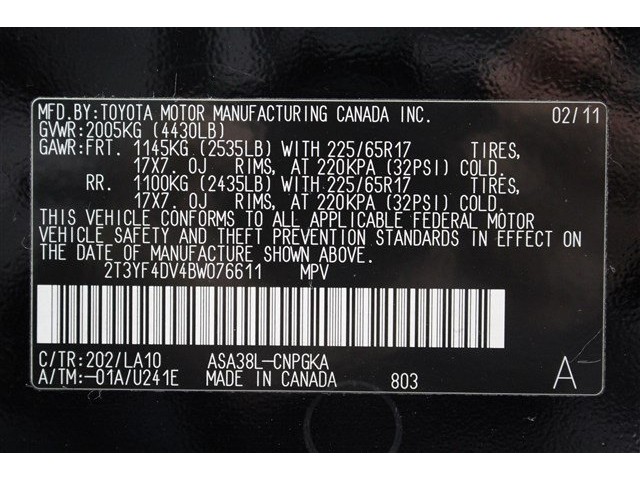 MFD.BY:TOYOTA MOTOR MANUFACTURING CANADA INC. 02/11
GVWR:2005KG (4430LB)
GAWR:FRT. 1145KG (2535LB) WITH 225/65R17 TIRES,
17X7. 0J RIMS, AT 220KPA (32PSI) COLD.
RR. 1100KG (2435LB) WITH 225/65R17 TIRES,
17X7. 0J RIMS, AT 220KPA (32PSI) COLD.
THIS VEHICLE CONFORMS TO ALL APPLICABLE FEDERAL MOTOR
VEHICLE SAFETY AND THEFT PREVENTION STANDARDS IN EFFECT ON
THE DATE OF MANUFACTURE SHOWN ABOVE.
2T3YF4DV4BW076611 MPV
C/TR:202/LA10 ASA38L-CNPGKA
A/TM:-01A/U241E MADE IN CANADA 803 A